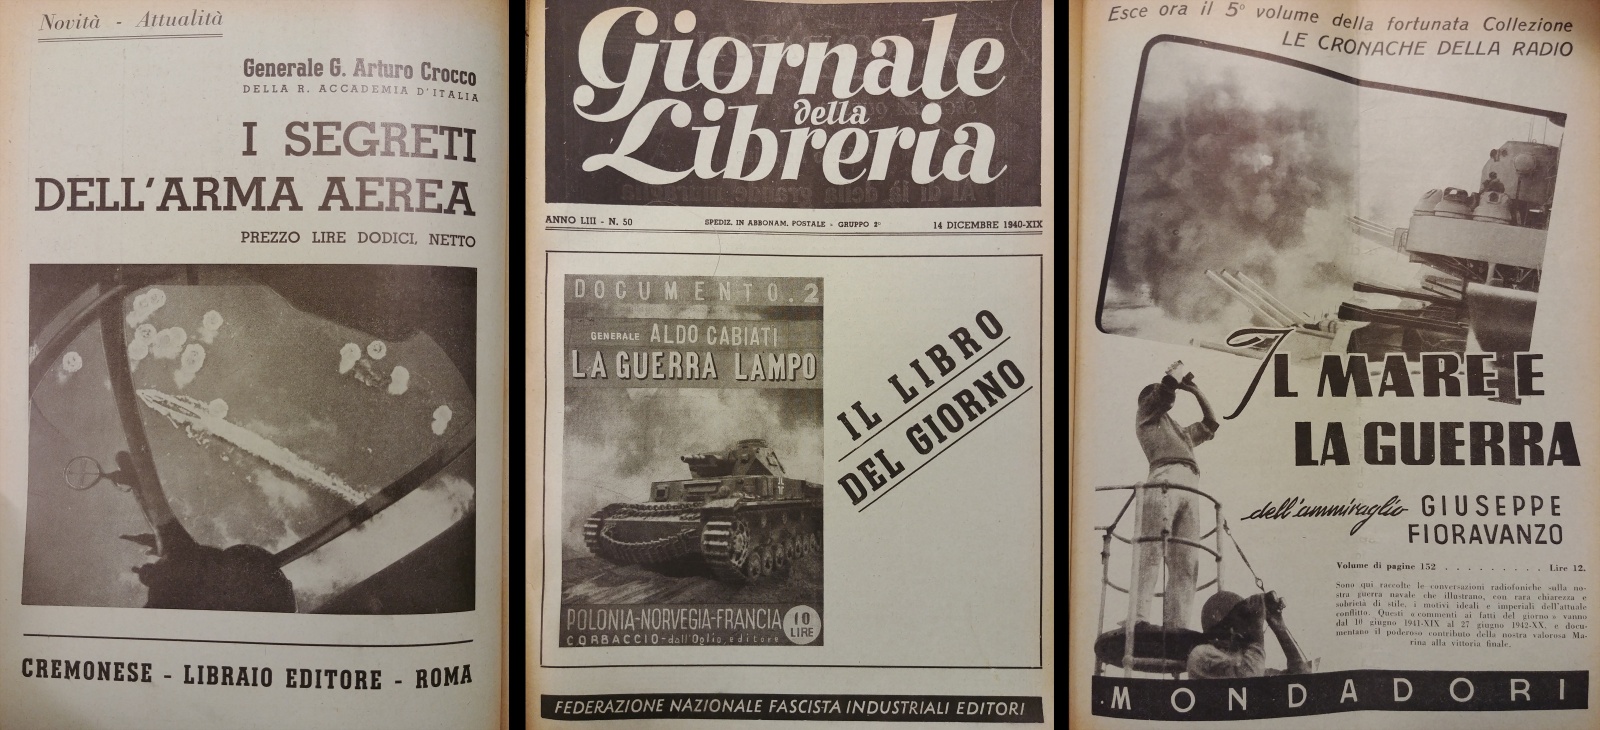 Novità - Attualità
Generale G. Arturo Crocco
DELLA R. ACCADEMIA D'ITALIA
I SEGRETI
DELL'ARMA AEREA
PREZZO LIRE DODICI, NETTO
CREMONESE - LIBRAIO EDITORE - ROMA
Giornale
della
Libreria
ANNO LIII - N. 50 SPEDIZ. IN ABBONAM. POSTALE - GRUPPO 2º 14 DICEMBRE 1940-XIX
DOCUMENTO. 2
GENERALE ALDO CABIATI
LA GUERRA LAMPO
POLONIA-NORVEGIA-FRANCIA
CORBACCIO-dall'Oglio, editore
10
LIRE
IL LIBRO
DEL GIORNO
FEDERAZIONE NAZIONALE FASCISTA INDUSTRIALI EDITORI
Esce ora il 5º volume della fortunata Collezione
LE CRONACHE DELLA RADIO
IL MARE E
LA GUERRA
dell'ammiraglio GIUSEPPE
FIORAVANZO
Volume di pagine 152 . . . . . . . . . Lire 12.
Sono qui raccolte le conversazioni radiofoniche sulla no-
stra guerra navale che illustrano, con rara chiarezza e
sobrietà di stile, i motivi ideali e imperiali dell'attuale
conflitto. Questi «commenti ai fatti del giorno» vanno
dal 10 giugno 1941-XIX al 27 giugno 1942-XX, e docu-
mentano il poderoso contributo della nostra valorosa Ma-
rina alla vittoria finale.
MONDADORI